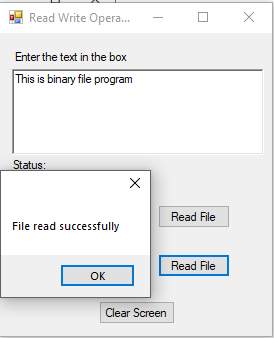 Read Write Opera...
Enter the text in the box
This is binary file program
Status:
File read successfully
OK
Read File
Read File
Clear Screen